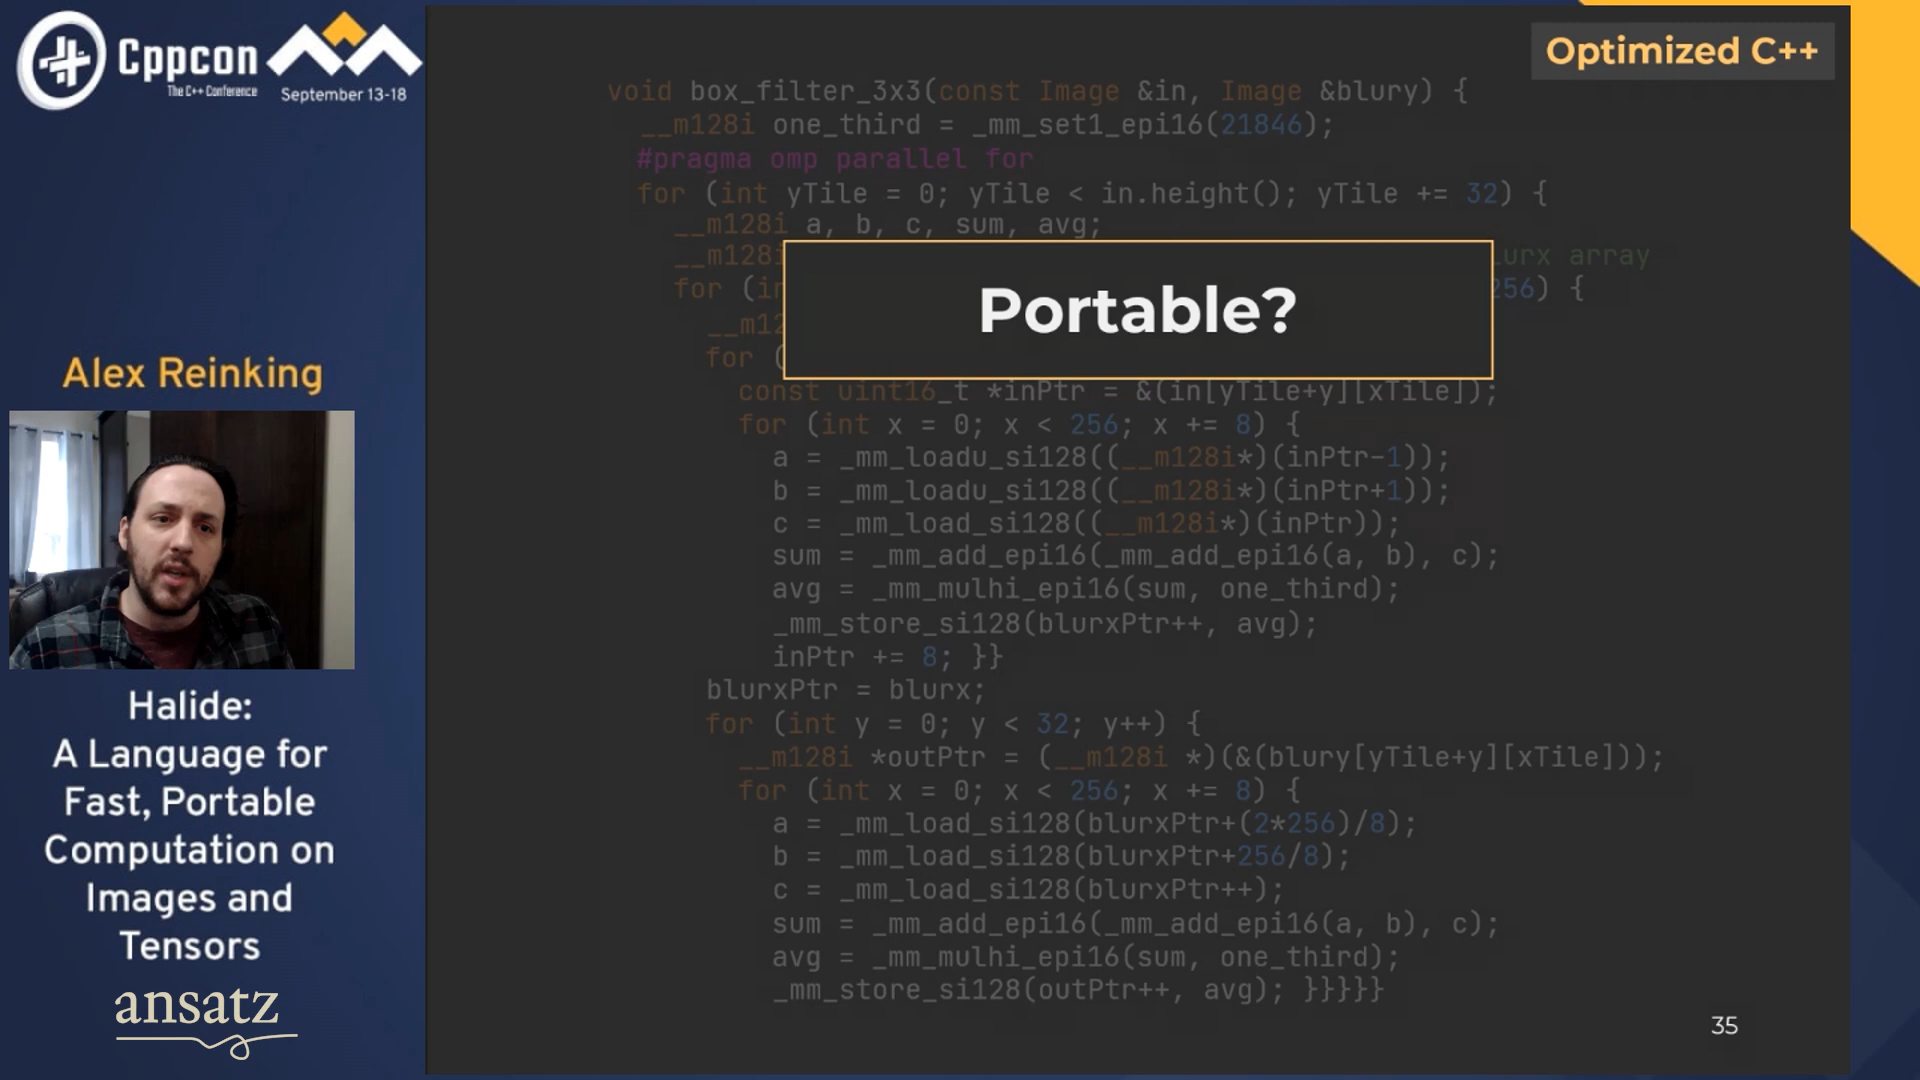 Cppcon
The C++ Conference
September 13-18
Optimized C++
void box_filter_3x3(const Image &in, Image &blury) {
__m128i one_third = _mm_set1_epi16(21846);
#pragma omp parallel for
for (int yTile = 0; yTile < in.height(); yTile += 32) {
__m128i a, b, c, sum, avg;
__m128i
array
for (in
256) {
Portable?
for (
const uint16_t *inPtr = &(in[yTile+y][xTile]);
for (int x = 0; x < 256; x += 8) {
a = _mm_loadu_si128((__m128i*)(inPtr-1));
b = _mm_loadu_si128((__m128i*)(inPtr+1));
c = _mm_load_si128((__m128i*)(inPtr));
sum = _mm_add_epi16(_mm_add_epi16(a, b), c);
avg = _mm_mulhi_epi16(sum, one_third);
_mm_store_si128(blurxPtr++, avg);
inPtr += 8; }}
blurxPtr = blurx;
for (int y = 0; y < 32; y++) {
__m128i *outPtr = (__m128i *)(&(blury[yTile+y][xTile]));
for (int x = 0; x < 256; x += 8) {
a = _mm_load_si128(blurxPtr+(2*256)/8);
b = _mm_load_si128(blurxPtr+256/8);
c = _mm_load_si128(blurxPtr++);
sum = _mm_add_epi16(_mm_add_epi16(a, b), c);
avg = _mm_mulhi_epi16(sum, one_third);
_mm_store_si128(outPtr++, avg); }}}}}
35
Alex Reinking
Halide:
A Language for
Fast, Portable
Computation on
Images and
Tensors
ansatz